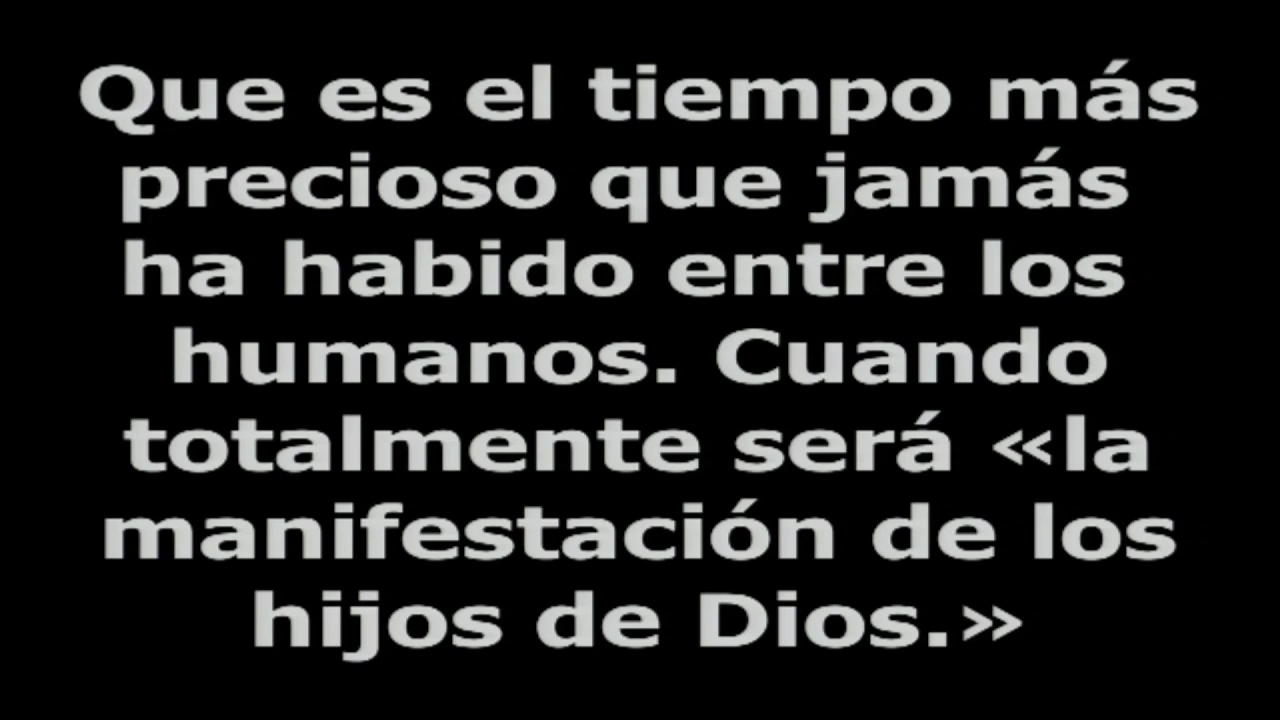 Que es el tiempo más
precioso que jamás
ha habido entre los
humanos. Cuando
totalmente será «la
manifestación de los
hijos de Dios.»